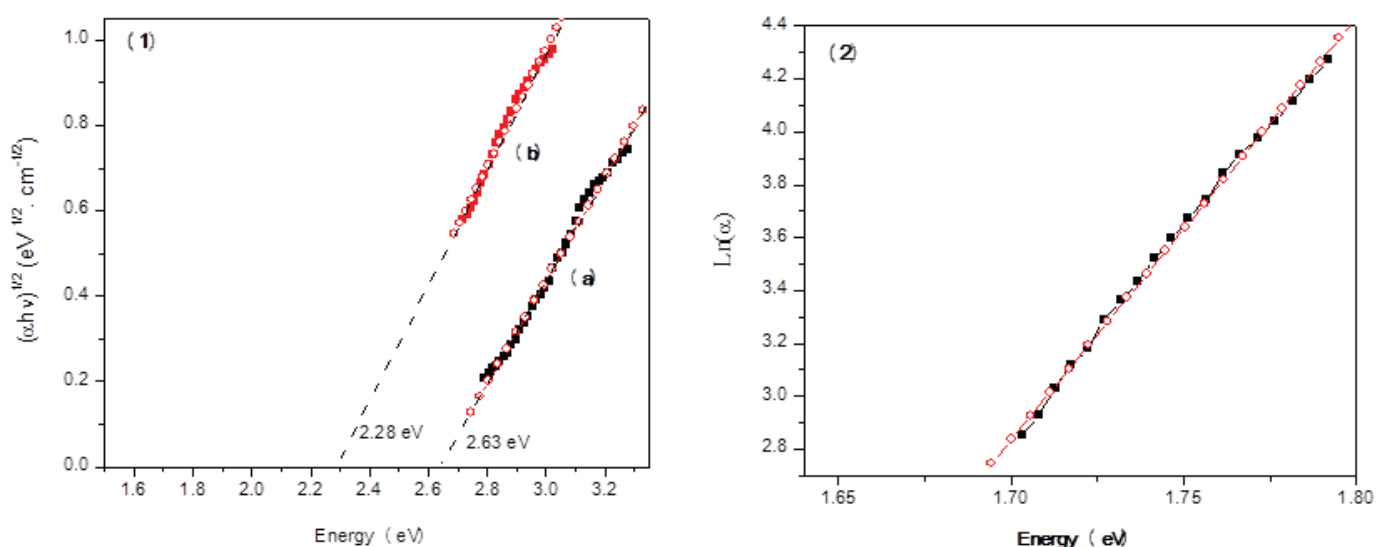 (1)
(αhν)1/2 (eV 1/2. cm-1/2)
1.0
0.8
0.6
0.4
0.2
0.0
(b)
(a)
2.28 eV
2.63 eV
1.6 1.8 2.0 2.2 2.4 2.6 2.8 3.0 3.2
Energy (eV)
(2)
Ln(α)
4.4
4.2
4.0
3.8
3.6
3.4
3.2
3.0
2.8
1.65 1.70 1.75 1.80
Energy (eV)